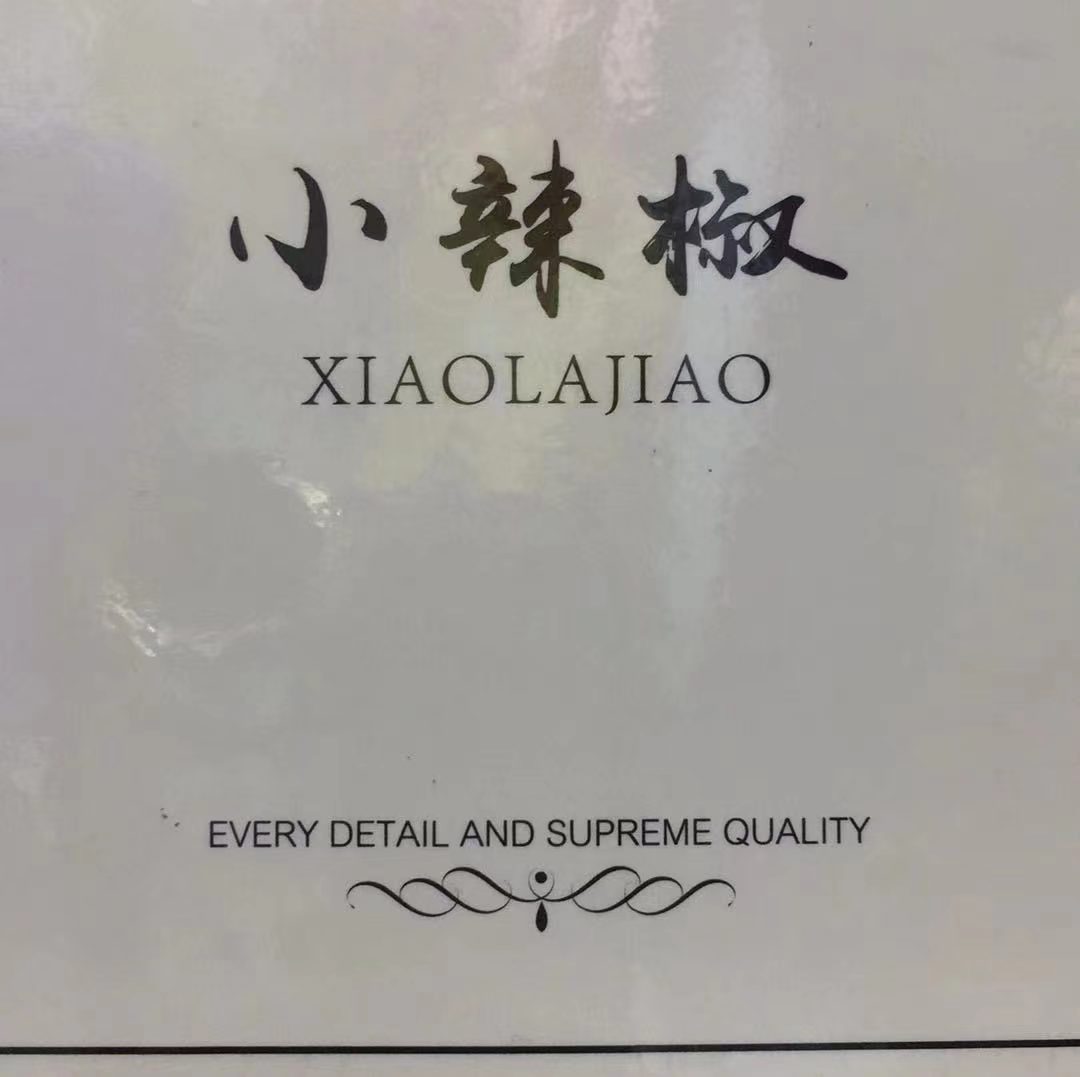 小辣椒
XIAOLAJIAO
EVERY DETAIL AND SUPREME QUALITY